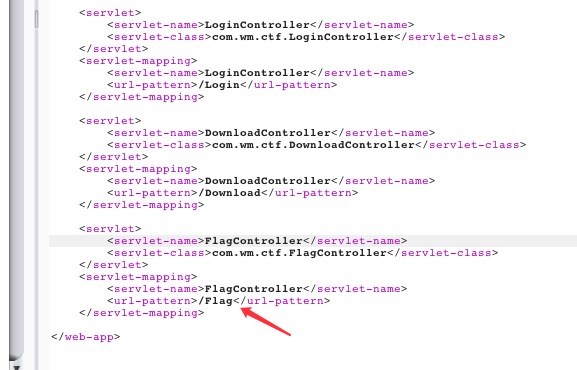 <servlet>
<servlet-name>LoginController</servlet-name>
<servlet-class>com.wm.ctf.LoginController</servlet-class>
</servlet>
<servlet-mapping>
<servlet-name>LoginController</servlet-name>
<url-pattern>/Login</url-pattern>
</servlet-mapping>
<servlet>
<servlet-name>DownloadController</servlet-name>
<servlet-class>com.wm.ctf.DownloadController</servlet-class>
</servlet>
<servlet-mapping>
<servlet-name>DownloadController</servlet-name>
<url-pattern>/Download</url-pattern>
</servlet-mapping>
<servlet>
<servlet-name>FlagController</servlet-name>
<servlet-class>com.wm.ctf.FlagController</servlet-class>
</servlet>
<servlet-mapping>
<servlet-name>FlagController</servlet-name>
<url-pattern>/Flag</url-pattern>
</servlet-mapping>
</web-app>